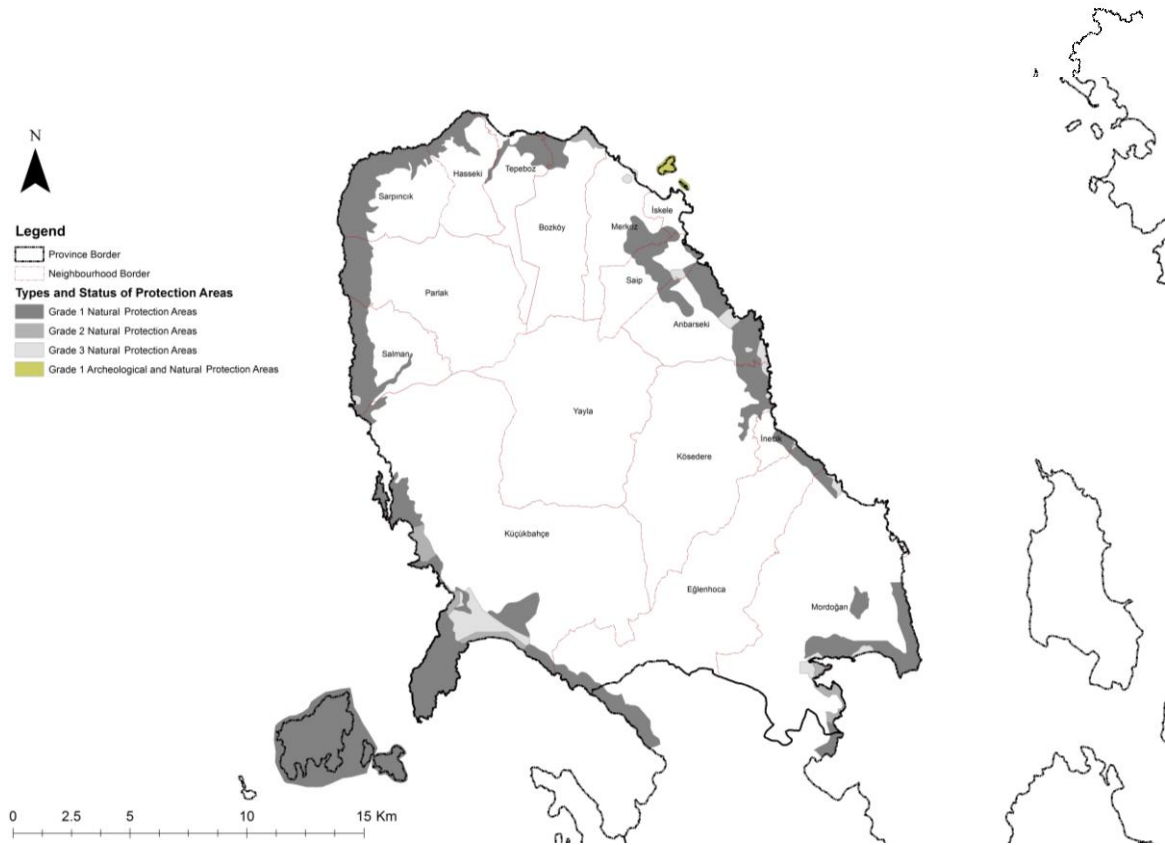 N
Legend
Province Border
Neighbourhood Border
Types and Status of Protection Areas
Grade 1 Natural Protection Areas
Grade 2 Natural Protection Areas
Grade 3 Natural Protection Areas
Grade 1 Archeological and Natural Protection Areas
Hasseki
Tepeboz
Sarpıncık
İskele
Merkez
Bozköy
Saip
Parlak
Anbarseki
Salman
Yayla
İnecik
Kösedere
Küçükbahçe
Eğlenhoca
Mordoğan
0 2.5 5 10 15 Km